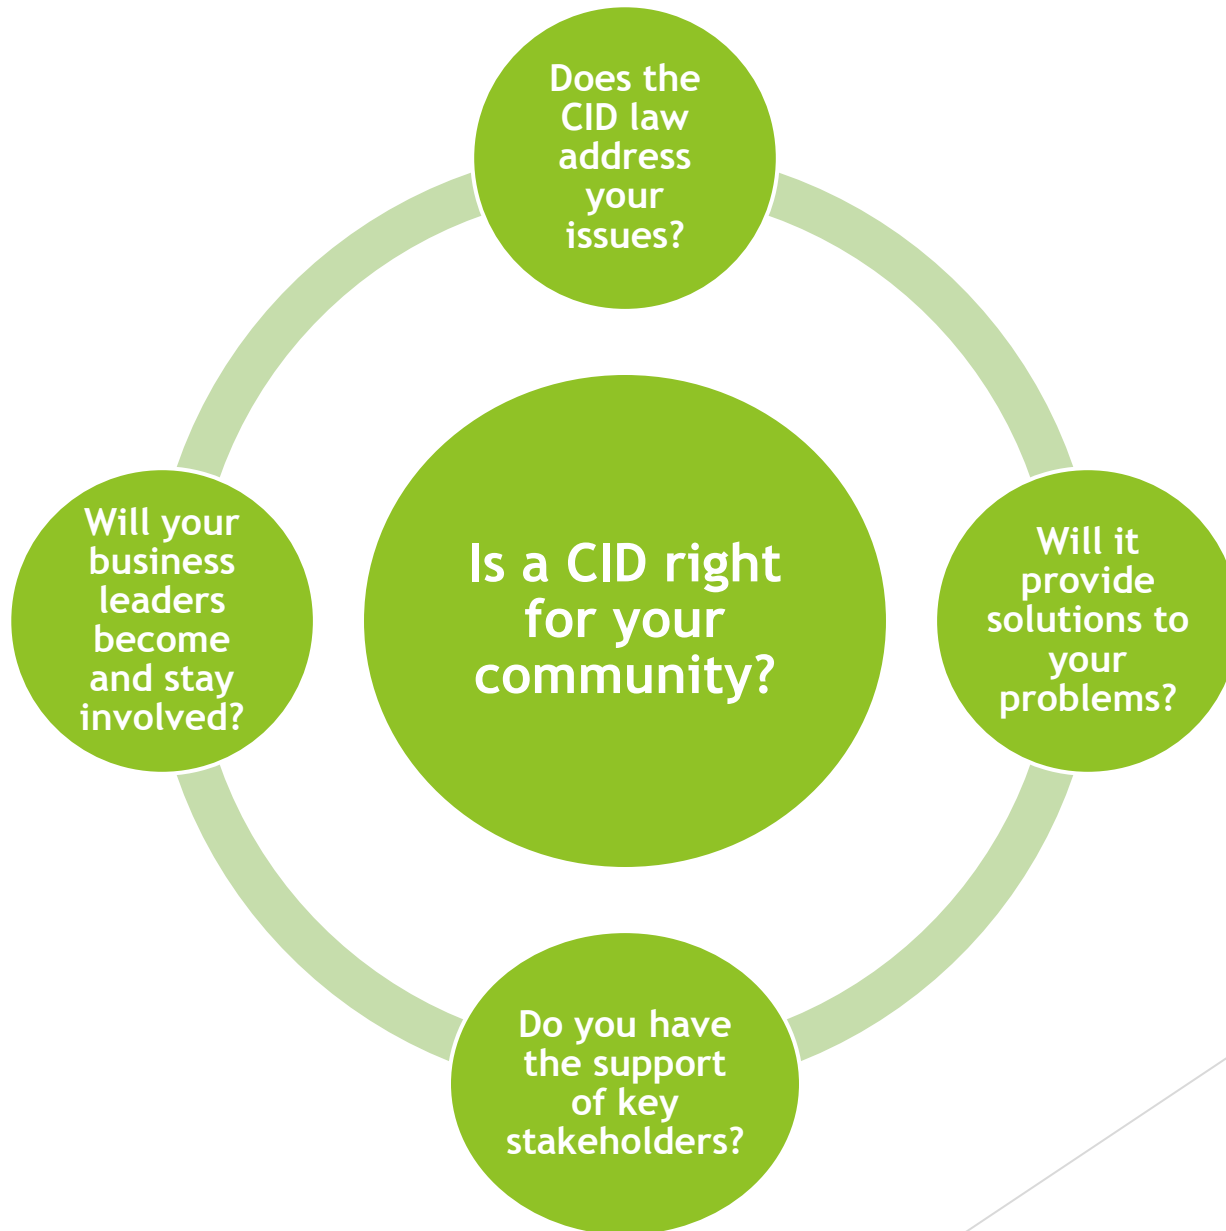 Does the
CID law
address
your
issues?
Will your
business
leaders
become
and stay
involved?
Is a CID right
for your
community?
Will it
provide
solutions to
your
problems?
Do you have
the support
of key
stakeholders?